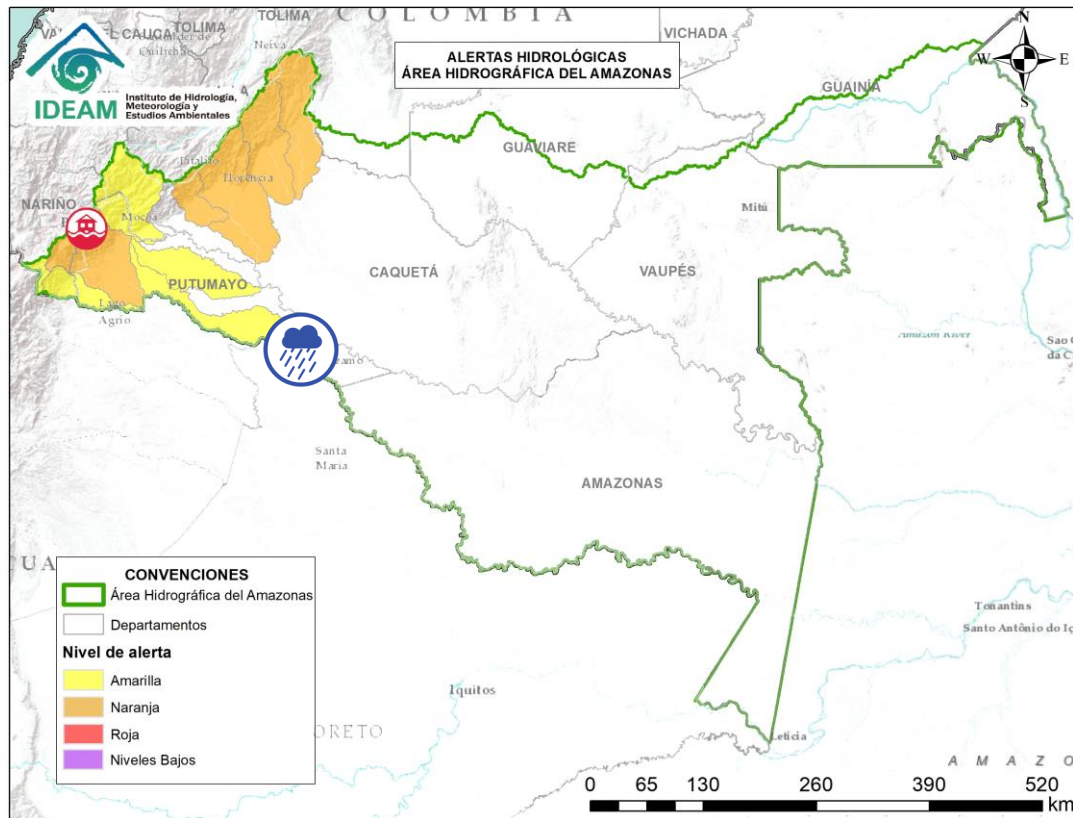 COLOMBIA
TOLIMA
TOLIMA
VICHADA
Quilichao
Neiva
IDEAM
Instituto de Hidrología,
Meteorología y
Estudios Ambientales
ALERTAS HIDROLÓGICAS
ÁREA HIDROGRÁFICA DEL AMAZONAS
N
W
E
S
GUAINÍA
GUAVIARE
Pitalito
Florencia
NARIÑO
Mocoa
Mitú
CAQUETÁ
VAUPÉS
PUTUMAYO
Lago
Agrio
Amazon River
Santa
Maria
AMAZONAS
CONVENCIONES
Área Hidrográfica del Amazonas
Departamentos
Nivel de alerta
Amarilla
Naranja
Roja
Niveles Bajos
Tonantins
Santo Antônio do Iç
Iquitos
ORETO
Leticia
AMAZO
0 65 130 260 390 520
km